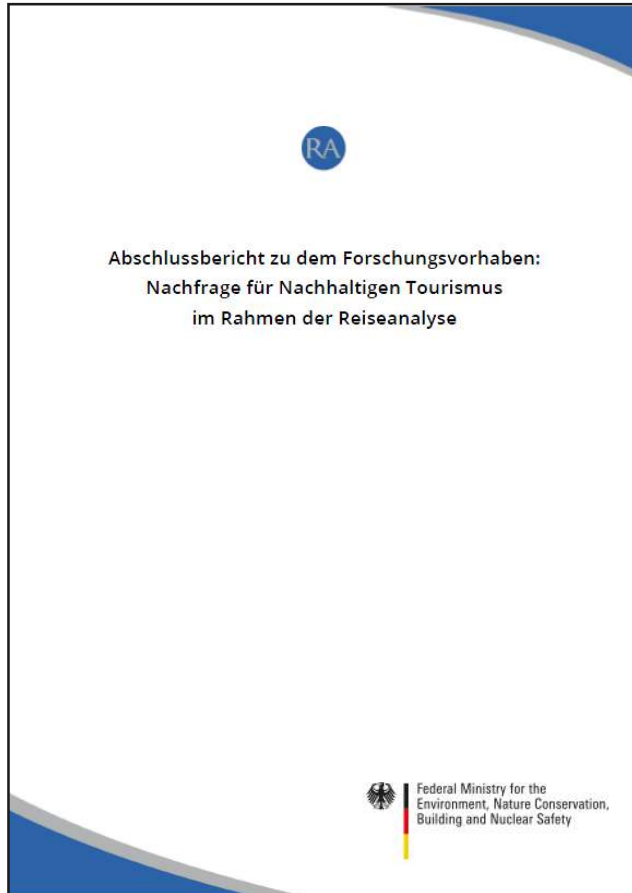 RA
Abschlussbericht zu dem Forschungsvorhaben:
Nachfrage für Nachhaltigen Tourismus
im Rahmen der Reiseanalyse
Federal Ministry for the
Environment, Nature Conservation,
Building and Nuclear Safety